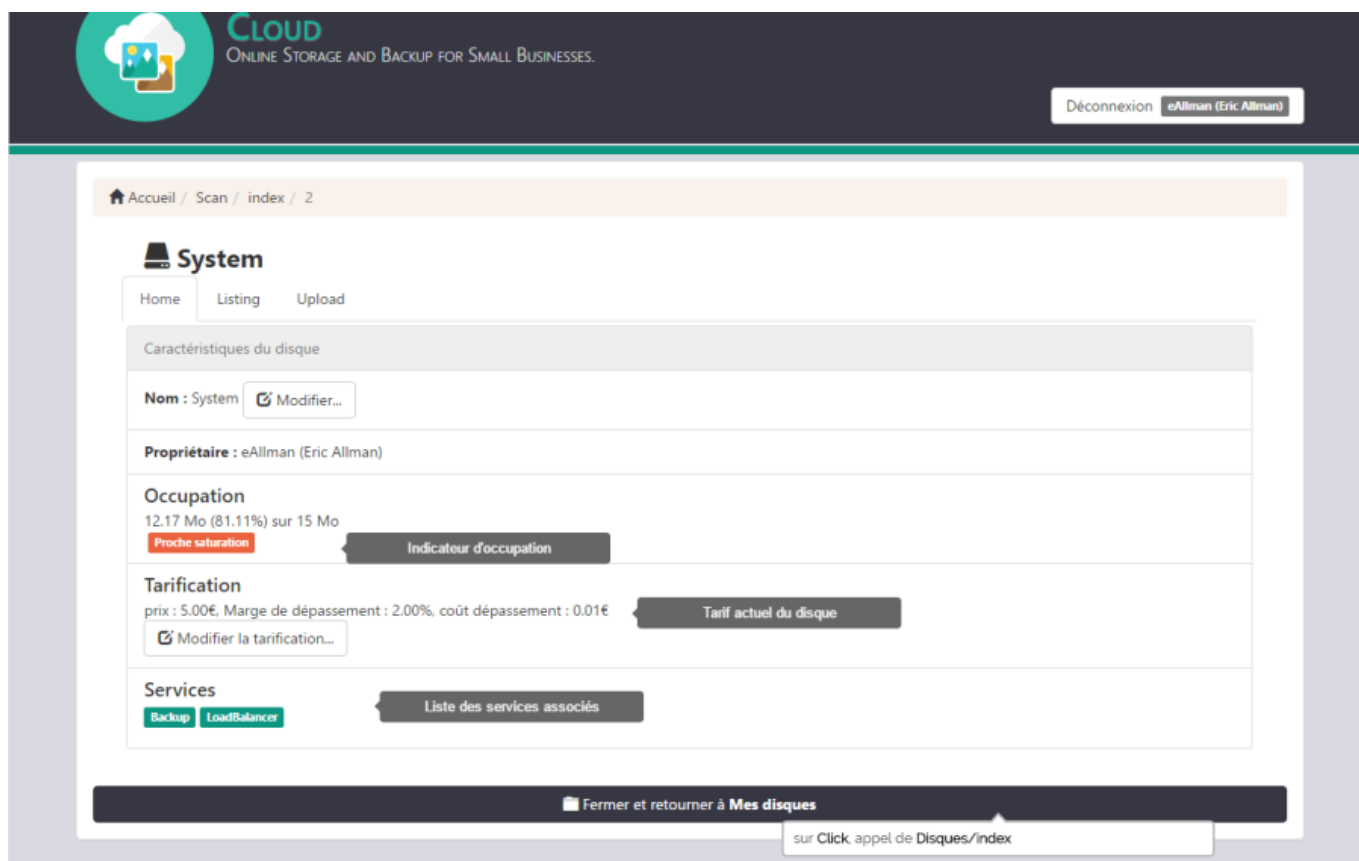 CLOUD
ONLINE STORAGE AND BACKUP FOR SMALL BUSINESSES.
Déconnexion eAllman (Eric Allman)
Accueil / Scan / index / 2
System
Home Listing Upload
Caractéristiques du disque
Nom : System Modifier...
Propriétaire : eAllman (Eric Allman)
Occupation
12.17 Mo (81.11%) sur 15 Mo
Proche saturation
Indicateur d'occupation
Tarification
prix : 5.00€, Marge de dépassement : 2.00%, coût dépassement : 0.01€
Tarif actuel du disque
Modifier la tarification...
Services
Backup LoadBalancer
Liste des services associés
Fermer et retourner à Mes disques
sur Click, appel de Disques/index